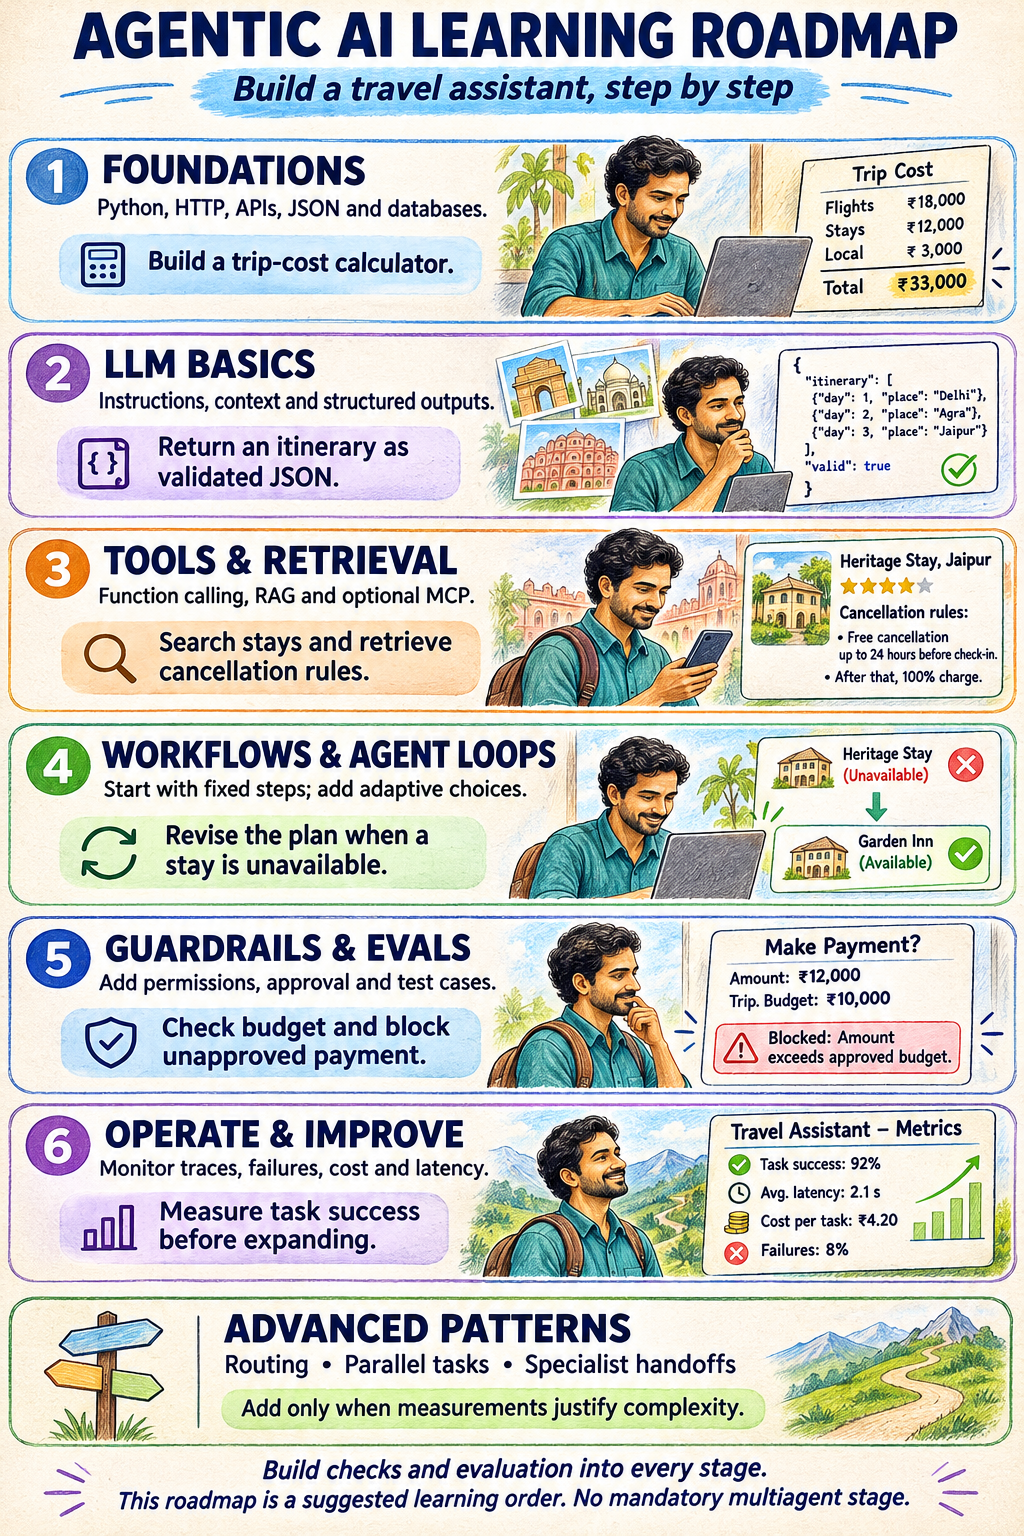 AGENTIC AI LEARNING ROADMAP
Build a travel assistant, step by step
1
FOUNDATIONS
Python, HTTP, APIs, JSON and databases.
Build a trip-cost calculator.
Trip Cost
Flights ₹18,000
Stays ₹12,000
Local ₹ 3,000
Total ₹33,000
2
LLM BASICS
Instructions, context and structured outputs.
{ }
Return an itinerary as
validated JSON.
{
"itinerary": [
{"day": 1, "place": "Delhi"},
{"day": 2, "place": "Agra"},
{"day": 3, "place": "Jaipur"}
],
"valid": true
}
3
TOOLS & RETRIEVAL
Function calling, RAG and optional MCP.
Search stays and retrieve
cancellation rules.
Heritage Stay, Jaipur
Cancellation rules:
• Free cancellation
up to 24 hours before check-in.
• After that, 100% charge.
4
WORKFLOWS & AGENT LOOPS
Start with fixed steps; add adaptive choices.
Revise the plan when a
stay is unavailable.
Heritage Stay
(Unavailable)
Garden Inn
(Available)
5
GUARDRAILS & EVALS
Add permissions, approval and test cases.
Check budget and block
unapproved payment.
Make Payment?
Amount: ₹12,000
Trip. Budget: ₹10,000
Blocked: Amount
exceeds approved budget.
6
OPERATE & IMPROVE
Monitor traces, failures, cost and latency.
Measure task success
before expanding.
Travel Assistant – Metrics
Task success: 92%
Avg. latency: 2.1 s
Cost per task: ₹4.20
Failures: 8%
ADVANCED PATTERNS
Routing • Parallel tasks • Specialist handoffs
Add only when measurements justify complexity.
Build checks and evaluation into every stage.
This roadmap is a suggested learning order. No mandatory multiagent stage.